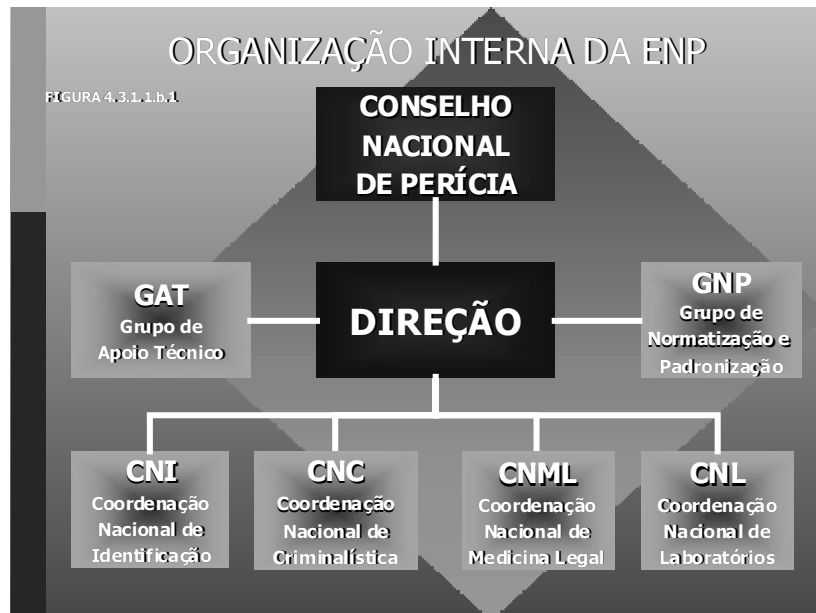 ORGANIZAÇÃO INTERNA DA ENP
FIGURA 4.3.1.1.b.1
CONSELHO
NACIONAL
DE PERÍCIA
GAT
Grupo de
Apoio Técnico
DIREÇÃO
GNP
Grupo de
Normatização e
Padronização
CNI
Coordenação
Nacional de
Identificação
CNC
Coordenação
Nacional de
Criminalística
CNML
Coordenação
Nacional de
Medicina Legal
CNL
Coordenação
Nacional de
Laboratórios